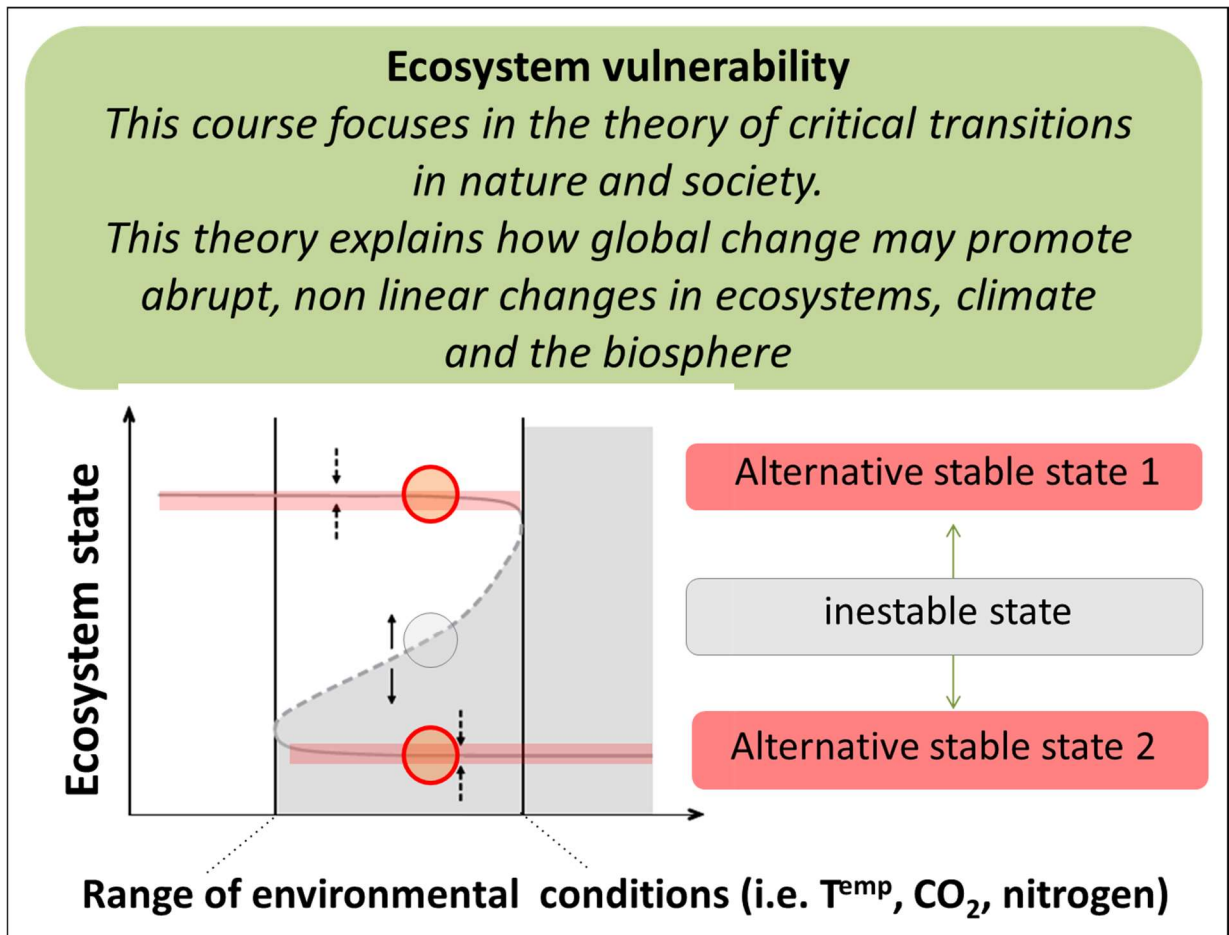 Ecosystem vulnerability
This course focuses in the theory of critical transitions
in nature and society.
This theory explains how global change may promote
abrupt, non linear changes in ecosystems, climate
and the biosphere
Ecosystem state
Alternative stable state 1
inestable state
Alternative stable state 2
Range of environmental conditions (i.e. T^emp, CO₂, nitrogen)